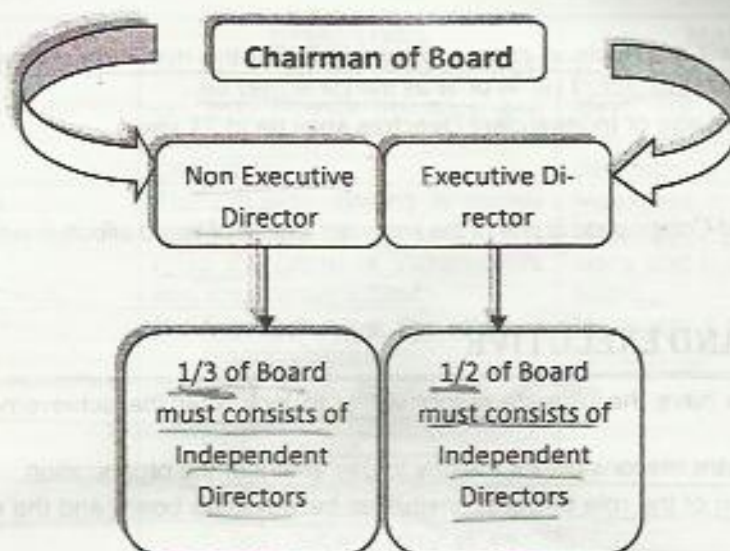 Chairman of Board
Non Executive
Director
Executive Di-
rector
1/3 of Board
must consists of
Independent
Directors
1/2 of Board
must consists of
Independent
Directors